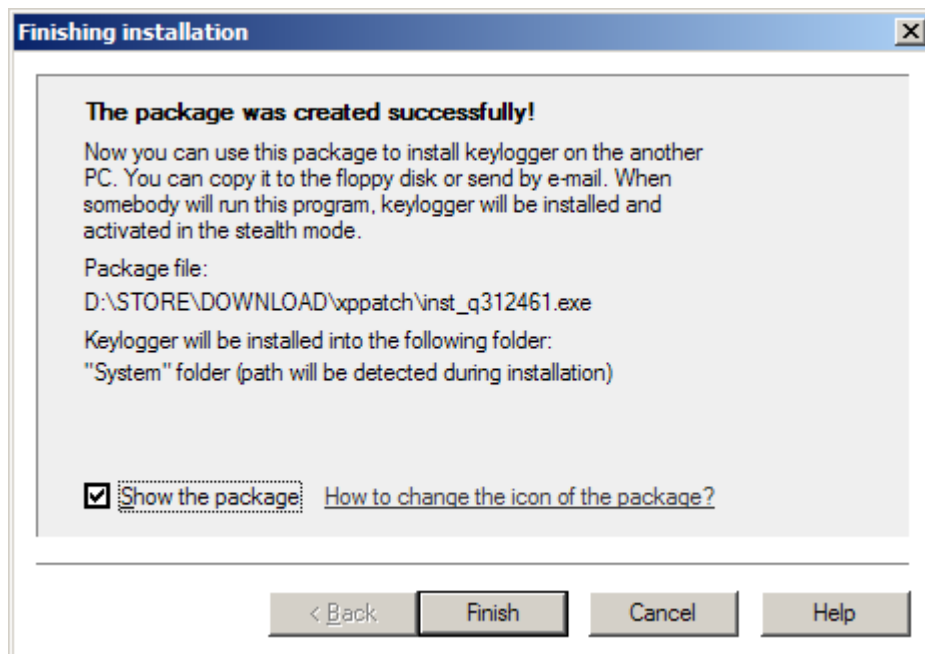 Finishing installation
The package was created successfully!
Now you can use this package to install keylogger on the another
PC. You can copy it to the floppy disk or send by e-mail. When
somebody will run this program, keylogger will be installed and
activated in the stealth mode.
Package file:
D:\STORE\DOWNLOAD\xppatch\inst_q312461.exe
Keylogger will be installed into the following folder:
"System" folder (path will be detected during installation)
Show the package How to change the icon of the package?
< Back Finish Cancel Help